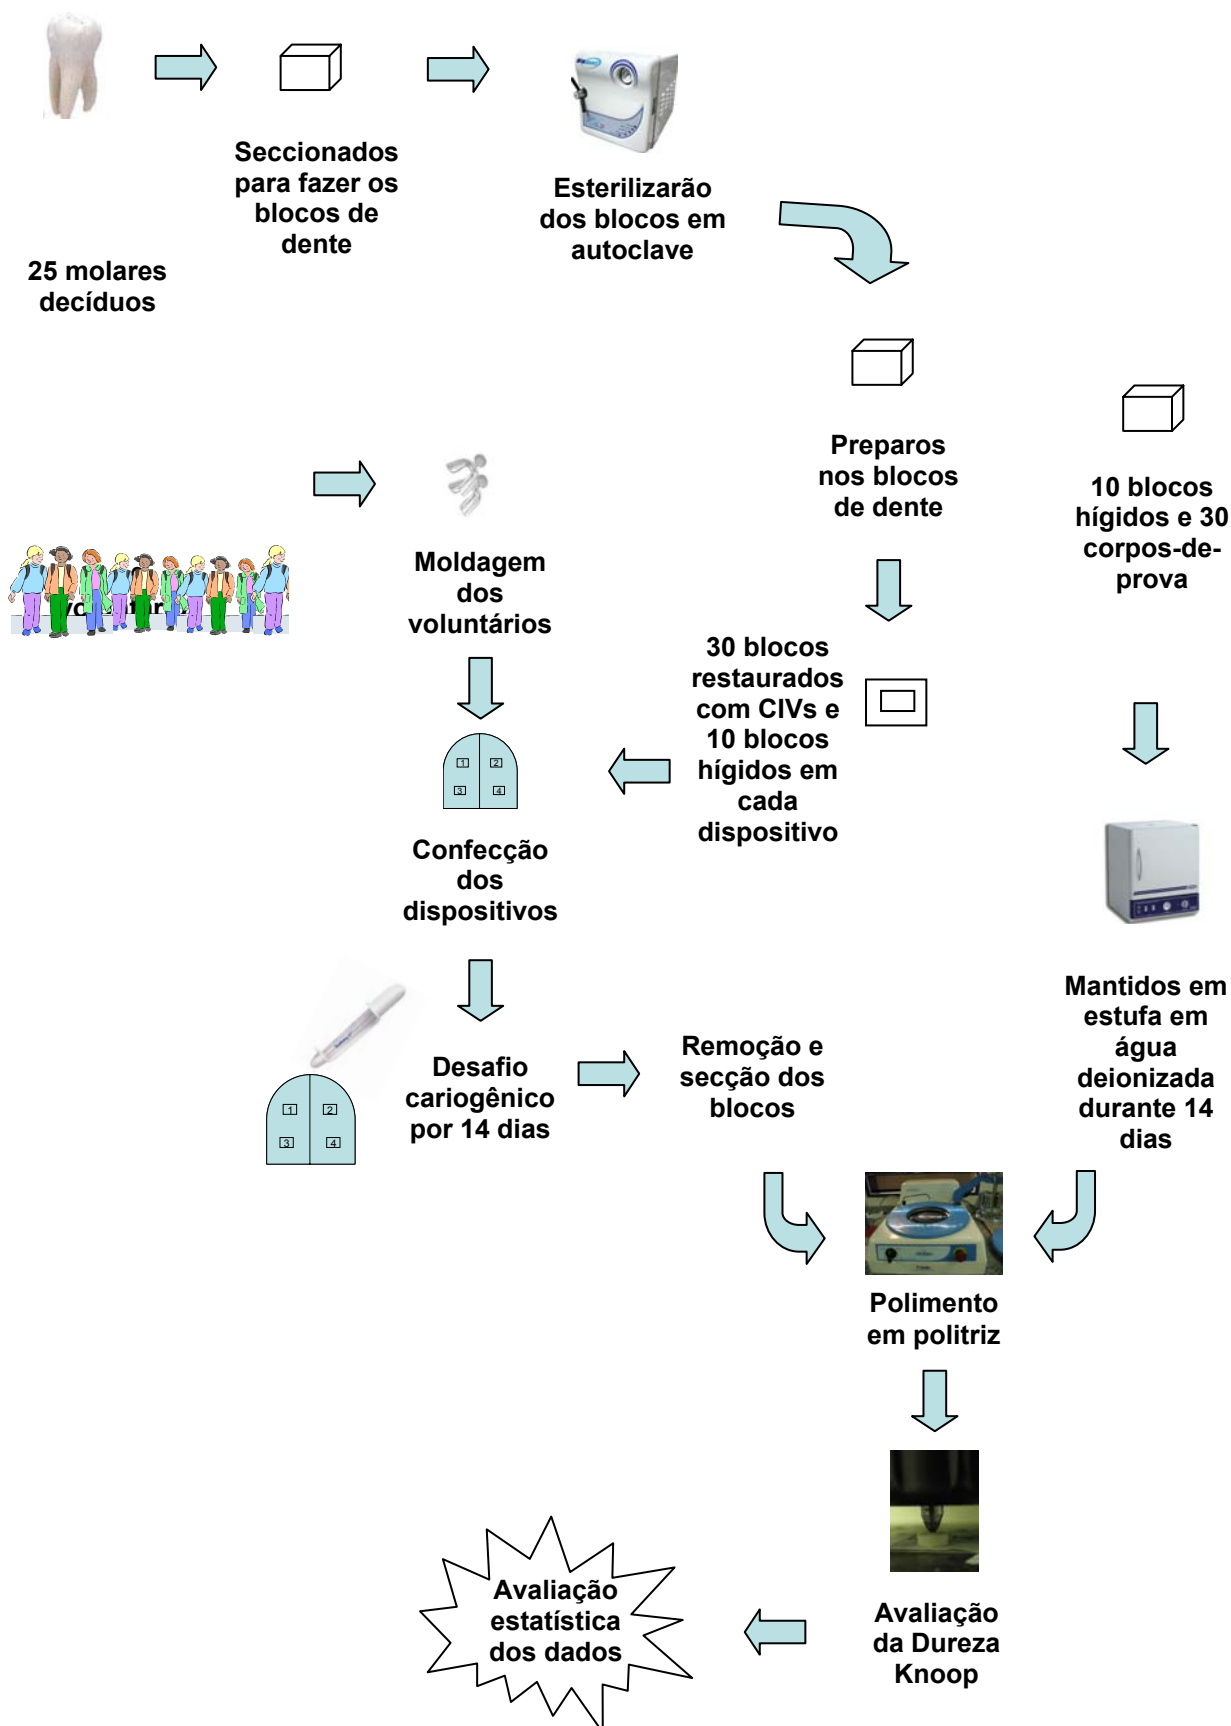 Seccionados
para fazer os
blocos de
dente
25 molares
decíduos
Esterilizarão
dos blocos em
autoclave
Preparos
nos blocos
de dente
10 blocos
hígidos e 30
corpos-de-
prova
Moldagem
dos
voluntários
30 blocos
restaurados
com CIVs e
10 blocos
hígidos em
cada
dispositivo
1 2
3 4
Confecção
dos
dispositivos
Mantidos em
estufa em
água
deionizada
durante 14
dias
1 2
3 4
Desafio
cariogênico
por 14 dias
Remoção e
secção dos
blocos
Polimento
em politriz
Avaliação
da Dureza
Knoop
Avaliação
estatística
dos dados